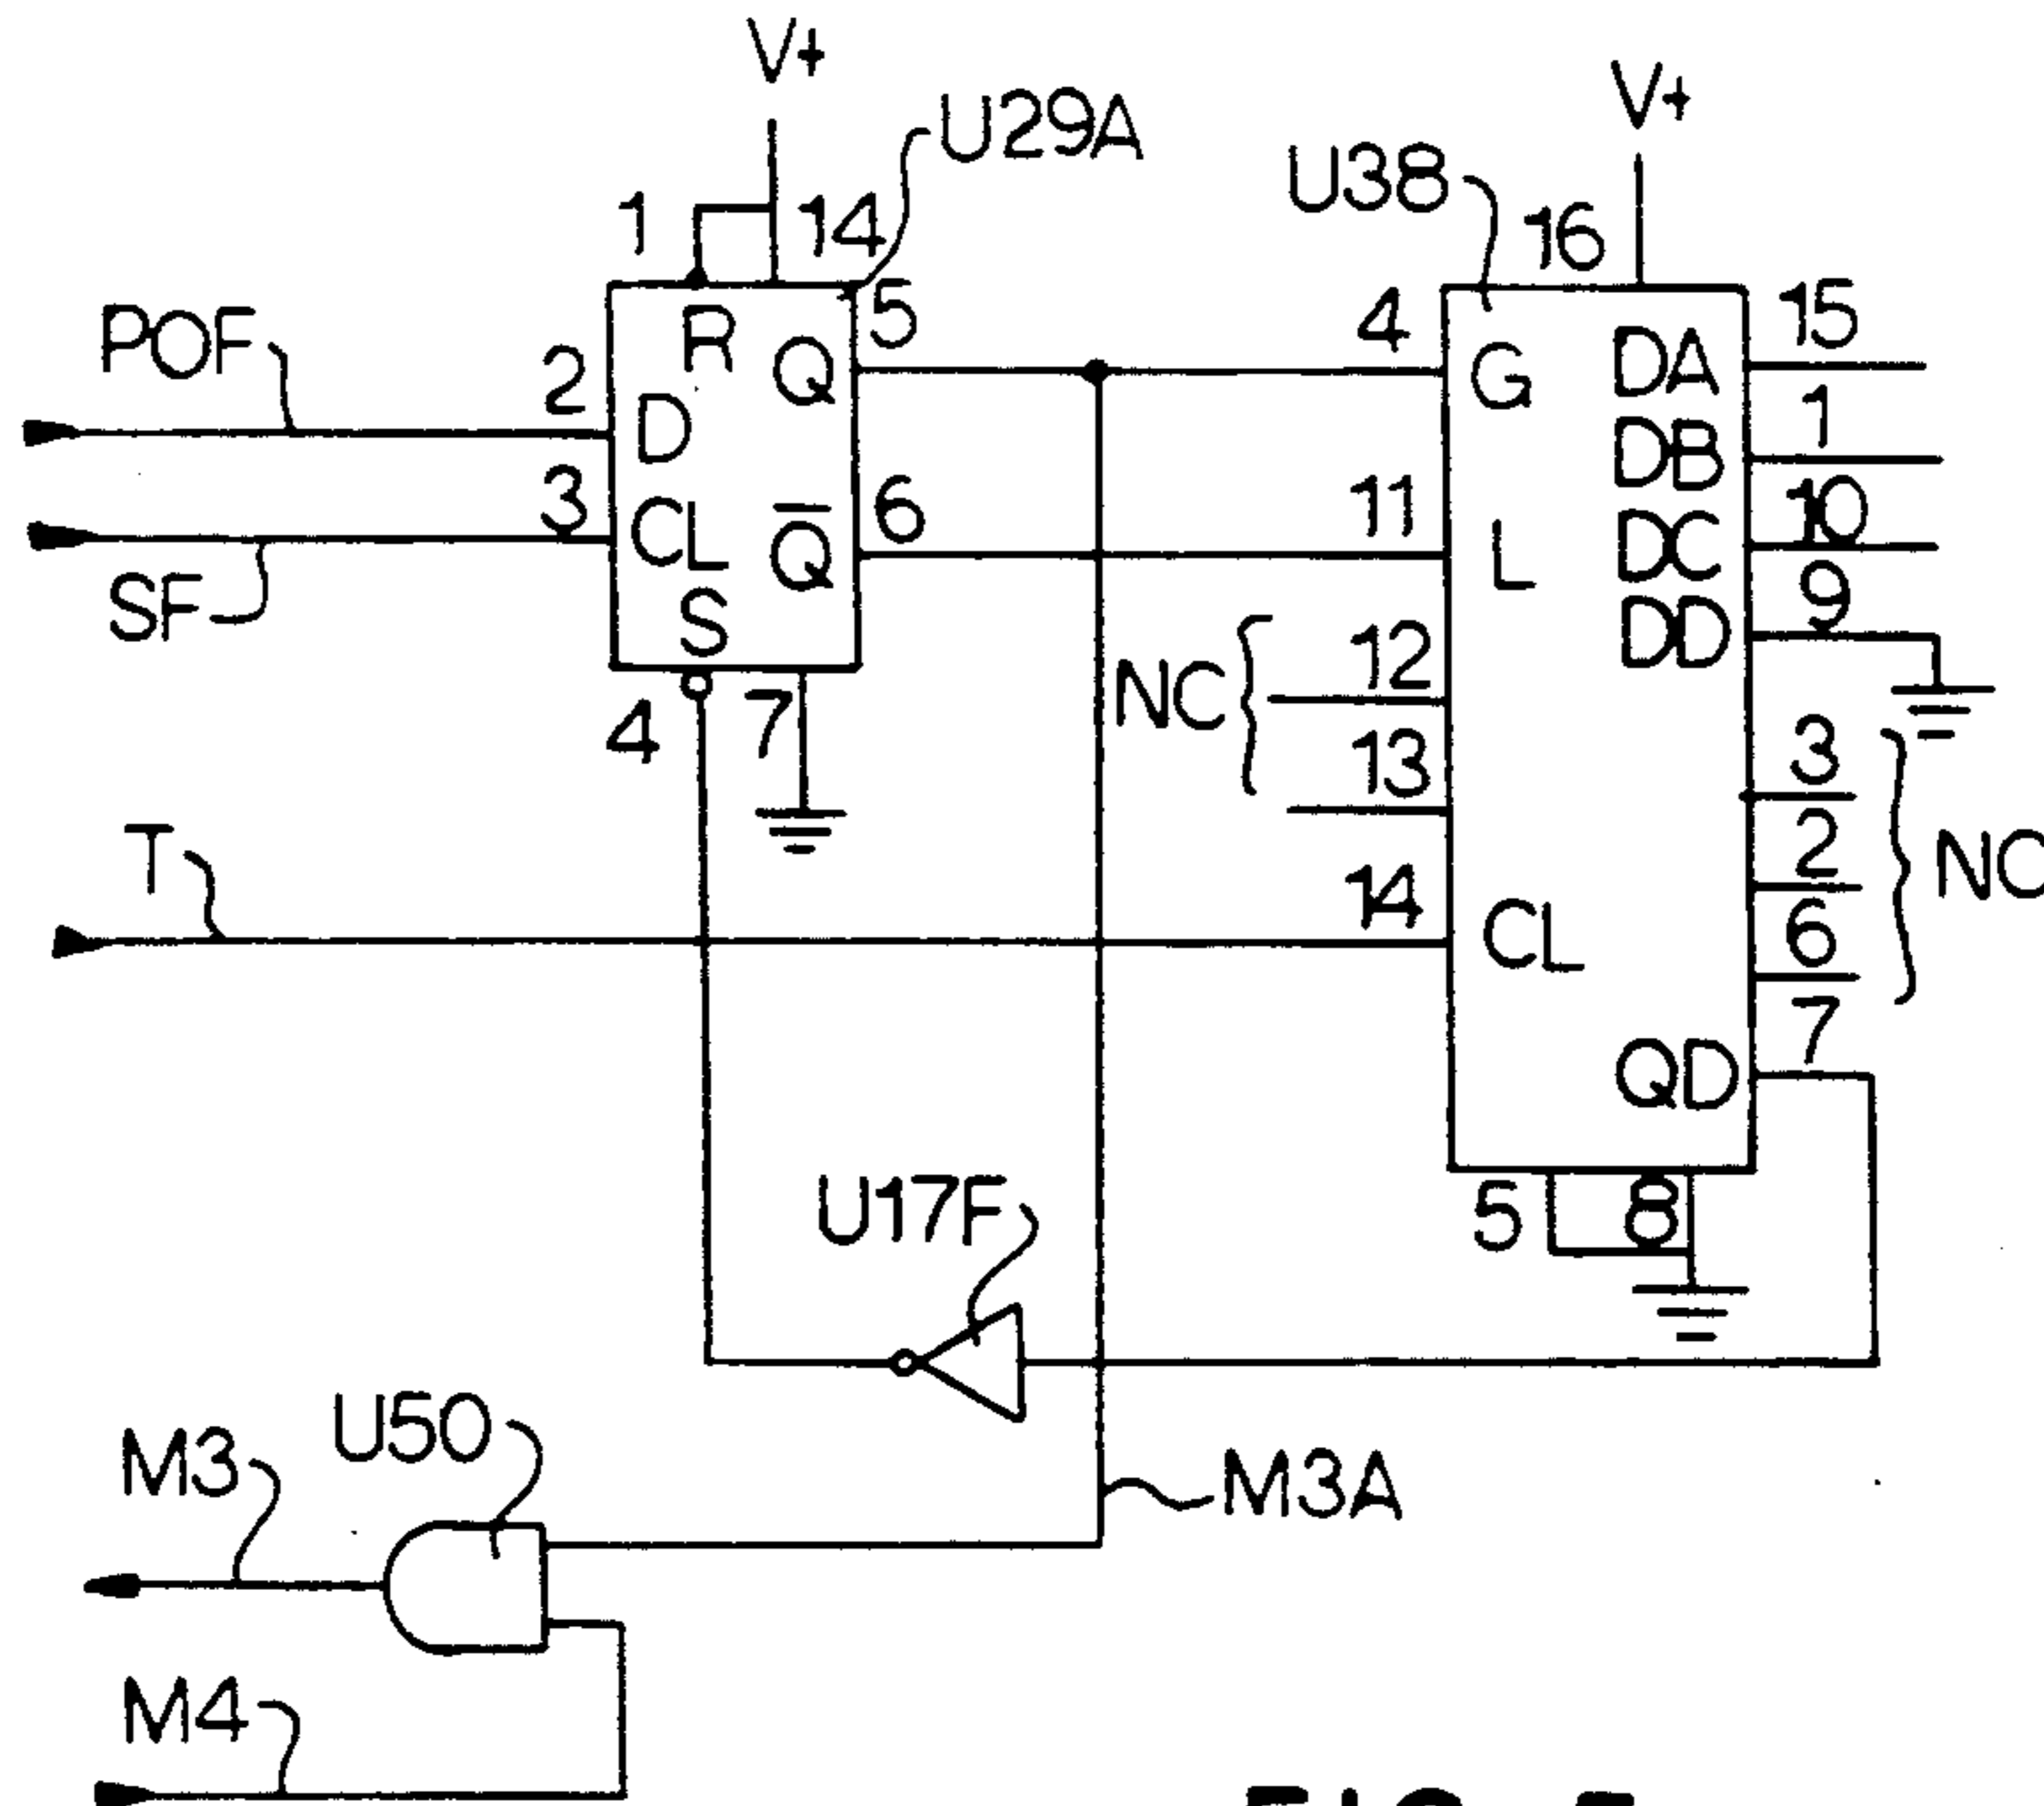 V+
V+
U29A
U38
1
14
16
POF
2
R
Q
5
4
G
DA
15
D
DB
1
3
CL
Q̅
6
11
L
DC
10
SF
S
DD
9
4
7
NC
12
13
3
2
6
NC
T
14
CL
7
QD
5
8
U17F
M3
U50
M3A
M4